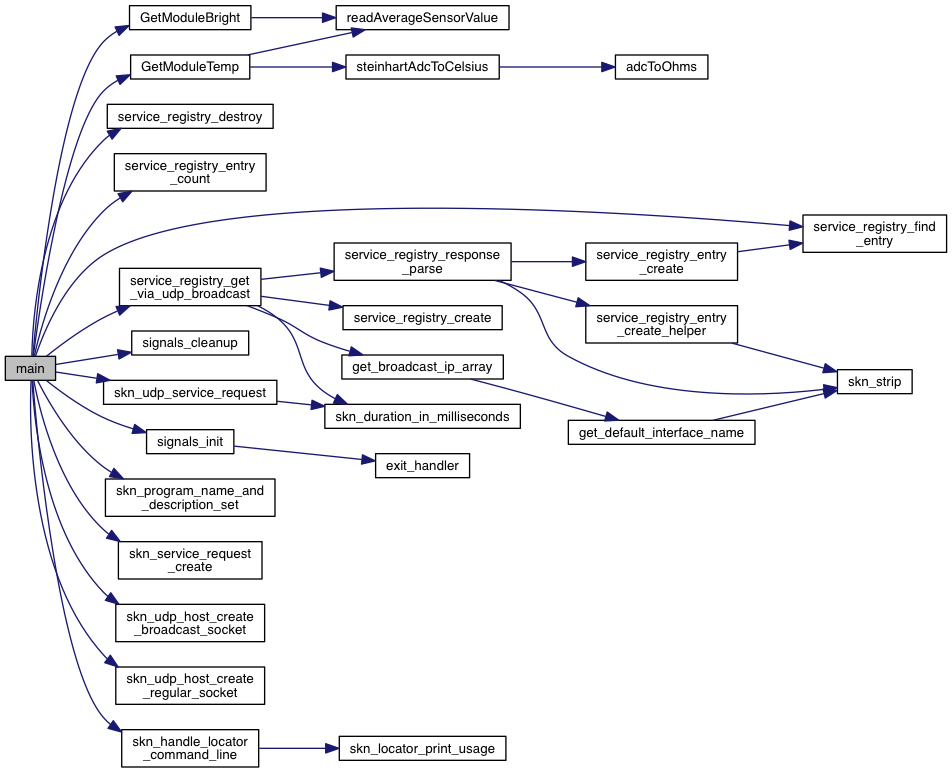 GetModuleBright
readAverageSensorValue
GetModuleTemp
steinhartAdcToCelsius
adcToOhms
service_registry_destroy
service_registry_entry
_count
service_registry_find
_entry
service_registry_response
_parse
service_registry_entry
_create
service_registry_get
_via_udp_broadcast
service_registry_create
service_registry_entry
_create_helper
signals_cleanup
get_broadcast_ip_array
main
skn_strip
skn_udp_service_request
skn_duration_in_milliseconds
get_default_interface_name
signals_init
exit_handler
skn_program_name_and
_description_set
skn_service_request
_create
skn_udp_host_create
_broadcast_socket
skn_udp_host_create
_regular_socket
skn_handle_locator
_command_line
skn_locator_print_usage